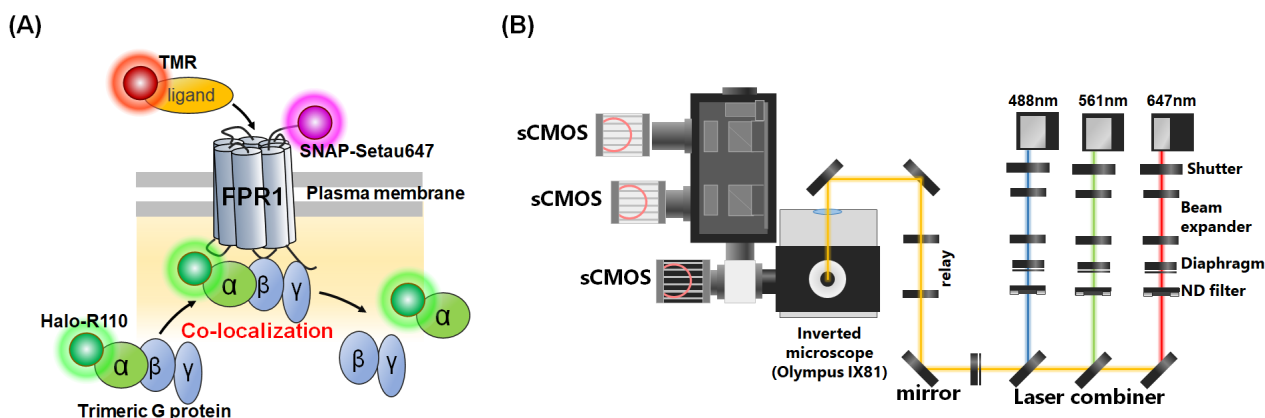 (A)
TMR
ligand
SNAP-Setau647
FPR1
Plasma membrane
α
β
γ
Halo-R110
Co-localization
α
α
β
γ
β
γ
Trimeric G protein
(B)
488nm
561nm
647nm
sCMOS
Shutter
sCMOS
Beam
expander
sCMOS
relay
Diaphragm
ND filter
Inverted
microscope
(Olympus IX81)
mirror
Laser combiner